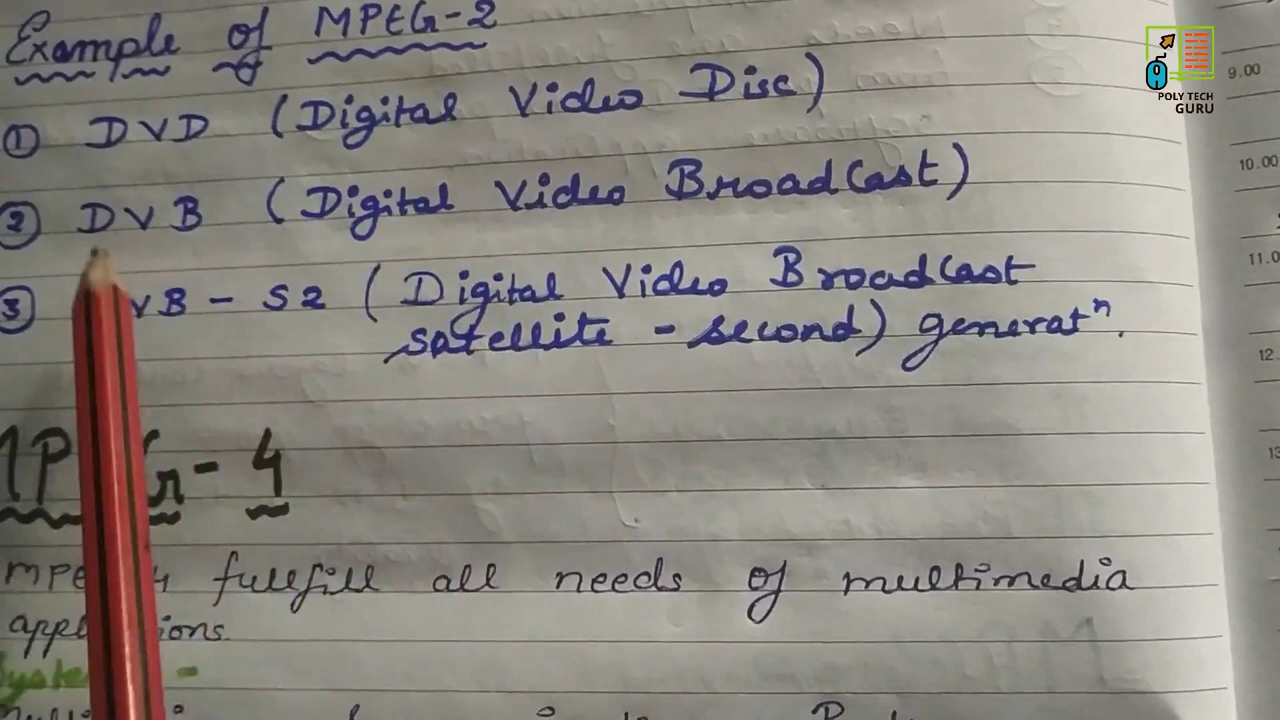 Example of MPEG-2
① DVD (Digital Video Disc)
② DVB (Digital Video Broadcast)
③ VB - S2 (Digital Video Broadcast
satellite - second) generatⁿ.
- 4
fullfill all needs of multimedia
POLY TECH
GURU
9.00
10.00
11.0
12.
13